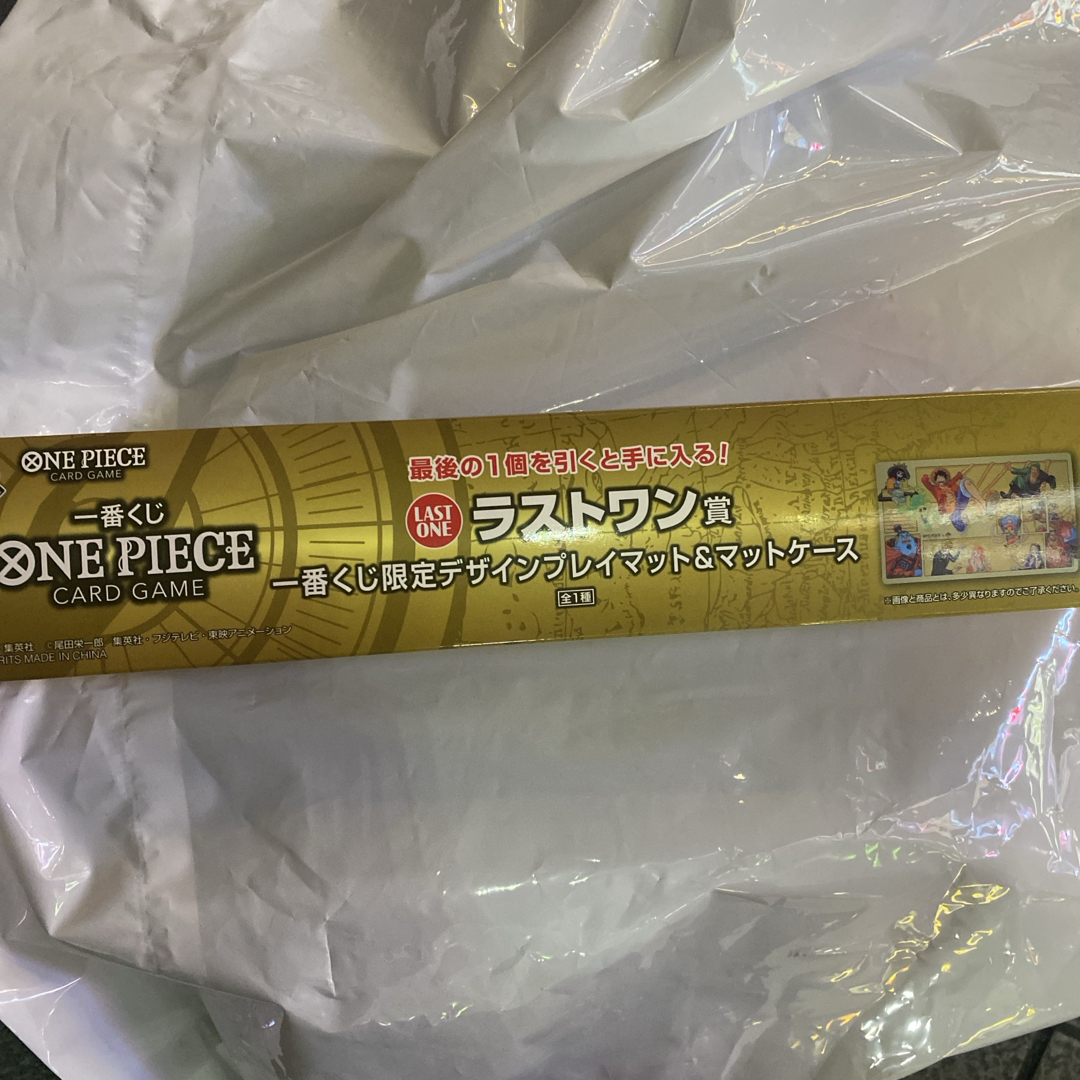 ONE PIECE
CARD GAME
一番くじ
ONE PIECE
CARD GAME
集英社 ©尾田栄一郎 集英社・フジテレビ・東映アニメーション
RITS MADE IN CHINA
最後の1個を引くと手に入る!
LAST
ONE
ラストワン賞
一番くじ限定デザインプレイマット&マットケース
全1種
※画像と商品とは、多少異なりますのでご了承ください。